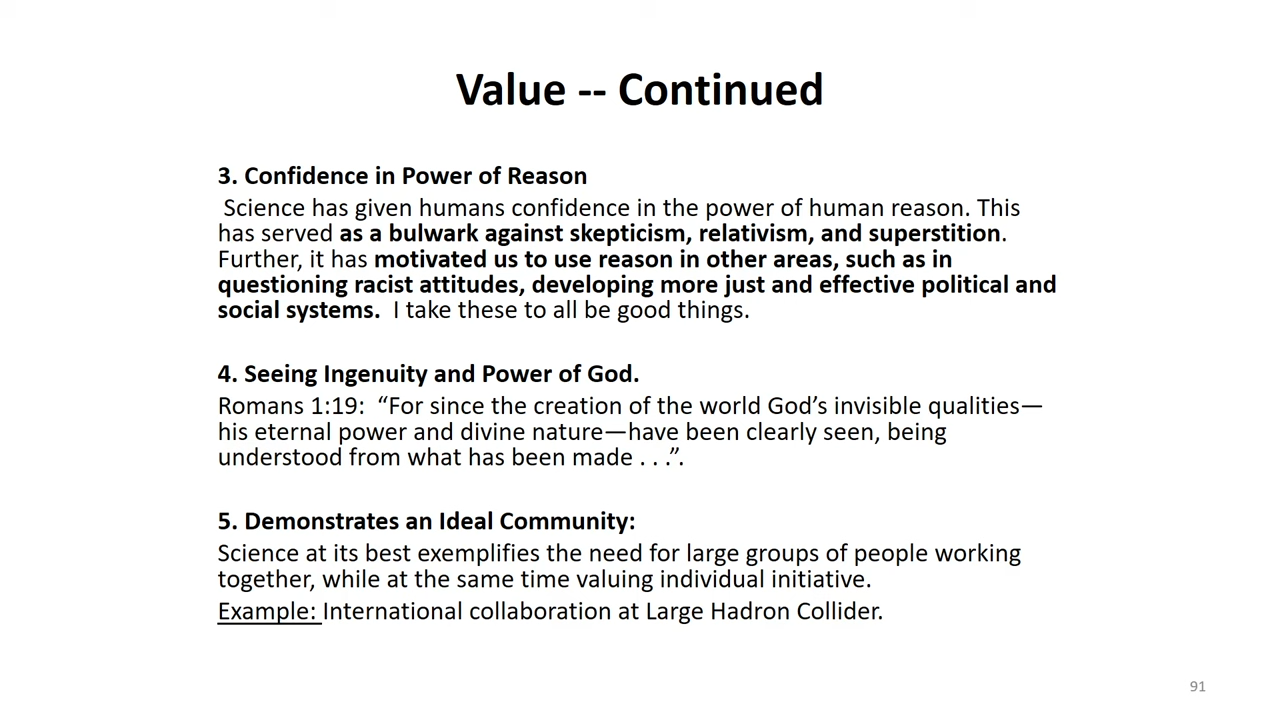 Value -- Continued
3. Confidence in Power of Reason
Science has given humans confidence in the power of human reason. This
has served as a bulwark against skepticism, relativism, and superstition.
Further, it has motivated us to use reason in other areas, such as in
questioning racist attitudes, developing more just and effective political and
social systems.  I take these to all be good things.
4. Seeing Ingenuity and Power of God.
Romans 1:19:  “For since the creation of the world God’s invisible qualities—
his eternal power and divine nature—have been clearly seen, being
understood from what has been made . . .”.
5. Demonstrates an Ideal Community:
Science at its best exemplifies the need for large groups of people working
together, while at the same time valuing individual initiative.
Example: International collaboration at Large Hadron Collider.
91